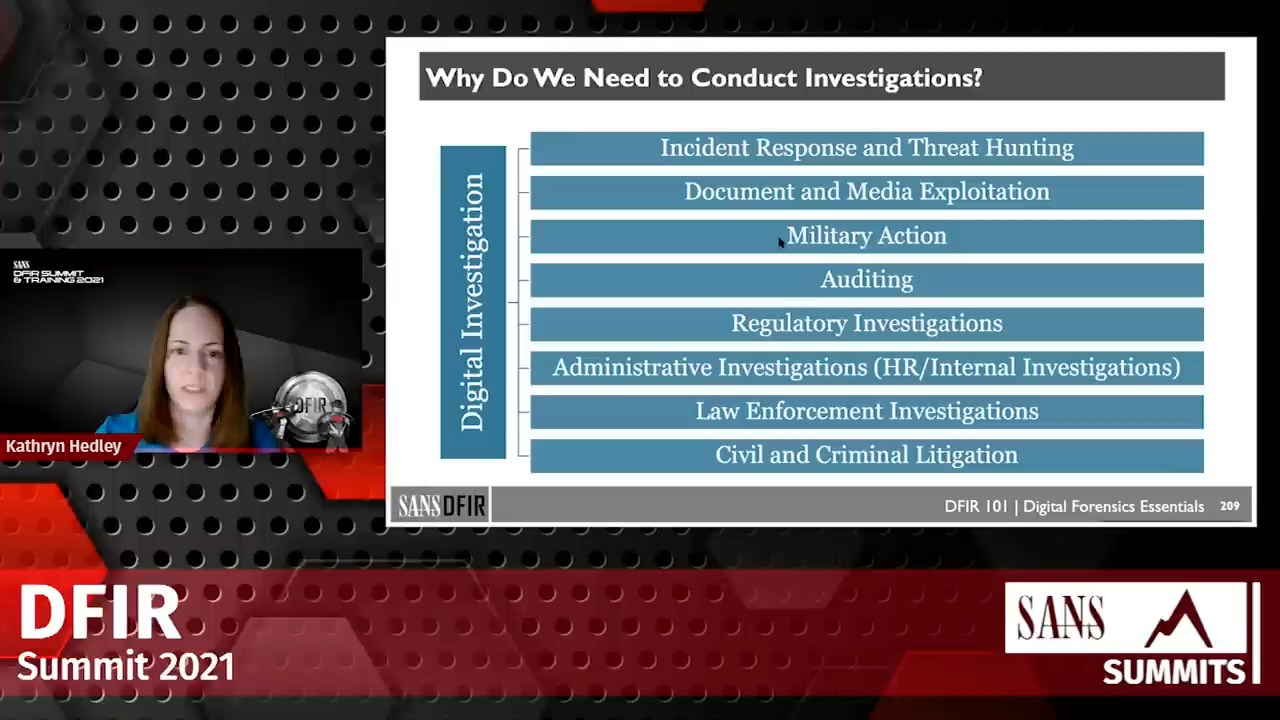 Why Do We Need to Conduct Investigations?
Digital Investigation
Incident Response and Threat Hunting
Document and Media Exploitation
Military Action
Auditing
Regulatory Investigations
Administrative Investigations (HR/Internal Investigations)
Law Enforcement Investigations
Civil and Criminal Litigation
SANS DFIR
DFIR 101 | Digital Forensics Essentials 209
SANS
DFIR SUMMIT
& TRAINING 2021
DFIR
Kathryn Hedley
DFIR
Summit 2021
SANS
SUMMITS